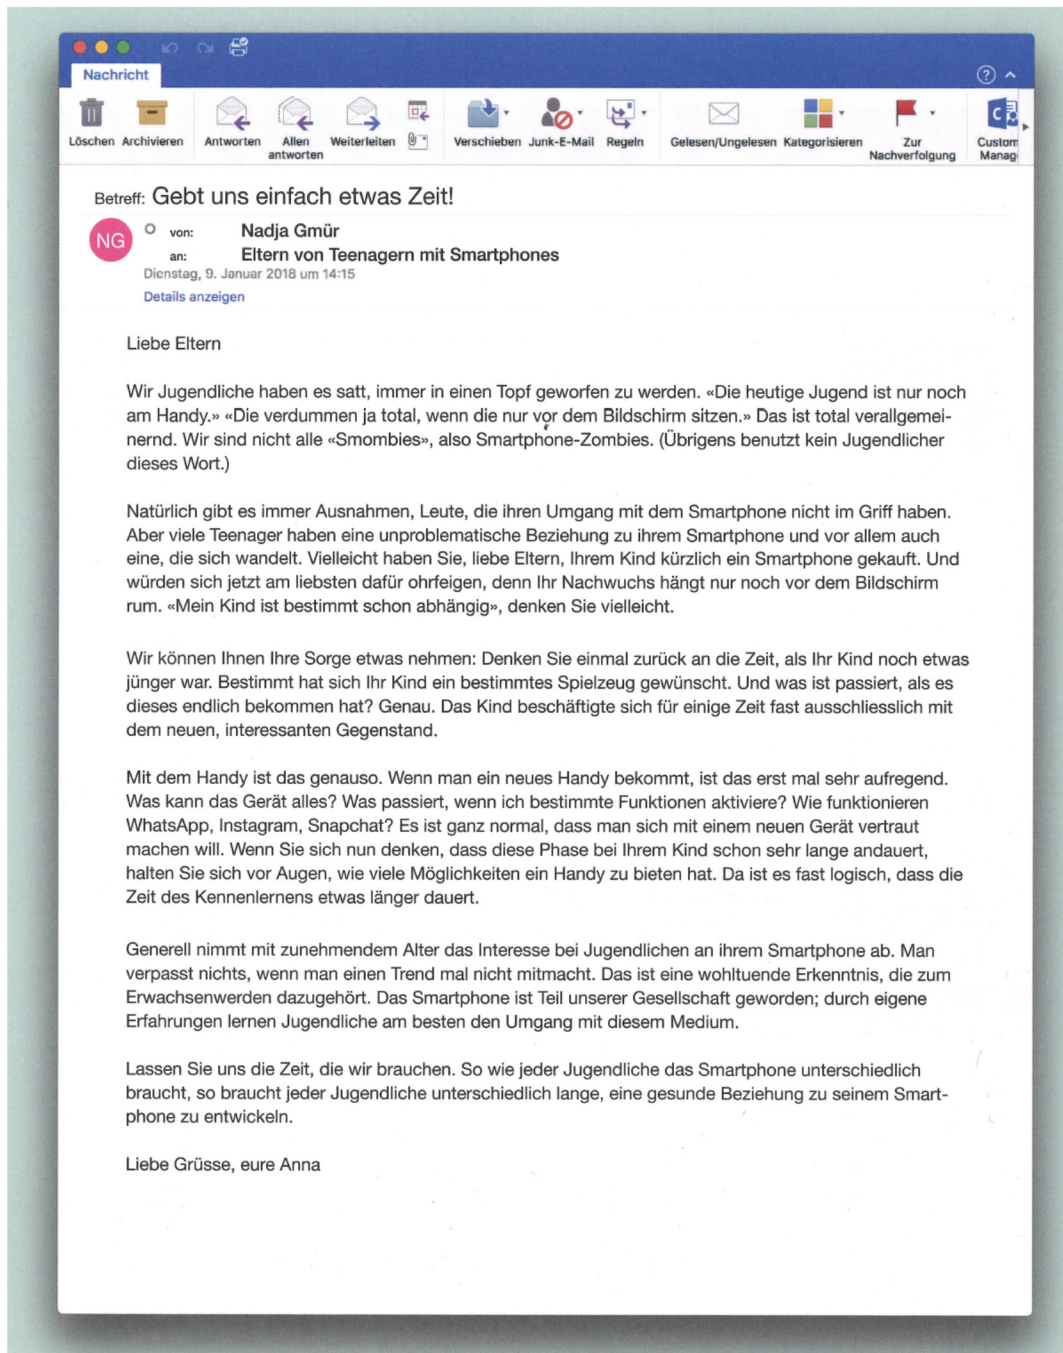 Nachricht
Löschen Archivieren Antworten Allen antworten Weiterleiten Verschieben Junk-E-Mail Regeln Gelesen/Ungelesen Kategorisieren Zur Nachverfolgung Custom Manag
Betreff: Gebt uns einfach etwas Zeit!
NG
von: Nadja Gmür
an: Eltern von Teenagern mit Smartphones
Dienstag, 9. Januar 2018 um 14:15
Details anzeigen
Liebe Eltern
Wir Jugendliche haben es satt, immer in einen Topf geworfen zu werden. «Die heutige Jugend ist nur noch
am Handy.» «Die verdummen ja total, wenn die nur vor dem Bildschirm sitzen.» Das ist total verallgemei-
nernd. Wir sind nicht alle «Smombies», also Smartphone-Zombies. (Übrigens benutzt kein Jugendlicher
dieses Wort.)
Natürlich gibt es immer Ausnahmen, Leute, die ihren Umgang mit dem Smartphone nicht im Griff haben.
Aber viele Teenager haben eine unproblematische Beziehung zu ihrem Smartphone und vor allem auch
eine, die sich wandelt. Vielleicht haben Sie, liebe Eltern, Ihrem Kind kürzlich ein Smartphone gekauft. Und
würden sich jetzt am liebsten dafür ohrfeigen, denn Ihr Nachwuchs hängt nur noch vor dem Bildschirm
rum. «Mein Kind ist bestimmt schon abhängig», denken Sie vielleicht.
Wir können Ihnen Ihre Sorge etwas nehmen: Denken Sie einmal zurück an die Zeit, als Ihr Kind noch etwas
jünger war. Bestimmt hat sich Ihr Kind ein bestimmtes Spielzeug gewünscht. Und was ist passiert, als es
dieses endlich bekommen hat? Genau. Das Kind beschäftigte sich für einige Zeit fast ausschliesslich mit
dem neuen, interessanten Gegenstand.
Mit dem Handy ist das genauso. Wenn man ein neues Handy bekommt, ist das erst mal sehr aufregend.
Was kann das Gerät alles? Was passiert, wenn ich bestimmte Funktionen aktiviere? Wie funktionieren
WhatsApp, Instagram, Snapchat? Es ist ganz normal, dass man sich mit einem neuen Gerät vertraut
machen will. Wenn Sie sich nun denken, dass diese Phase bei Ihrem Kind schon sehr lange andauert,
halten Sie sich vor Augen, wie viele Möglichkeiten ein Handy zu bieten hat. Da ist es fast logisch, dass die
Zeit des Kennenlernens etwas länger dauert.
Generell nimmt mit zunehmendem Alter das Interesse bei Jugendlichen an ihrem Smartphone ab. Man
verpasst nichts, wenn man einen Trend mal nicht mitmacht. Das ist eine wohltuende Erkenntnis, die zum
Erwachsenwerden dazugehört. Das Smartphone ist Teil unserer Gesellschaft geworden; durch eigene
Erfahrungen lernen Jugendliche am besten den Umgang mit diesem Medium.
Lassen Sie uns die Zeit, die wir brauchen. So wie jeder Jugendliche das Smartphone unterschiedlich
braucht, so braucht jeder Jugendliche unterschiedlich lange, eine gesunde Beziehung zu seinem Smart-
phone zu entwickeln.
Liebe Grüsse, eure Anna